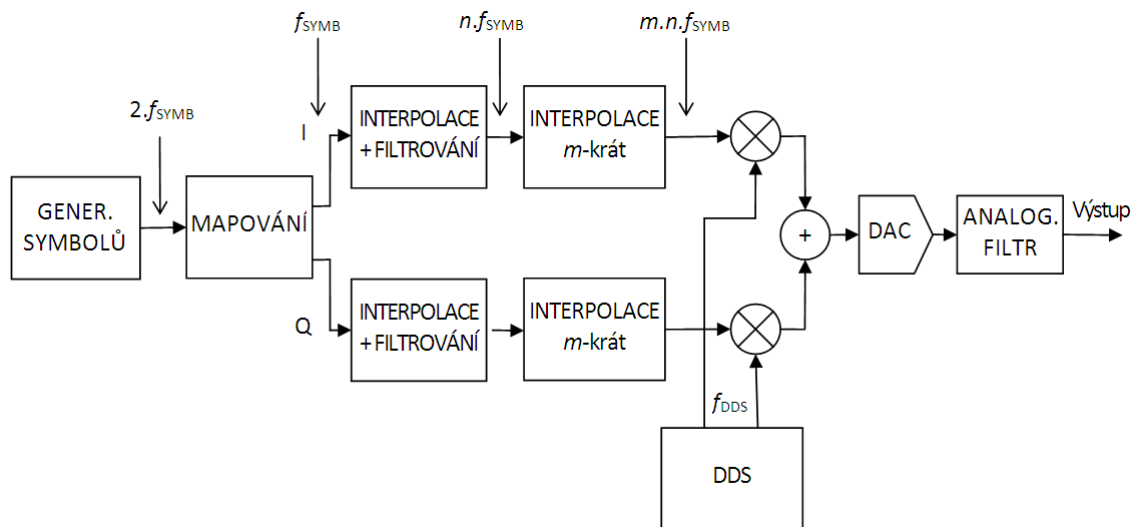 fSYMB
n.fSYMB
m.n.fSYMB
2.fSYMB
I
INTERPOLACE
+ FILTROVÁNÍ
INTERPOLACE
m-krát
GENER.
SYMBOLŮ
MAPOVÁNÍ
+
DAC
ANALOG.
FILTR
Výstup
Q
INTERPOLACE
+ FILTROVÁNÍ
INTERPOLACE
m-krát
fDDS
DDS